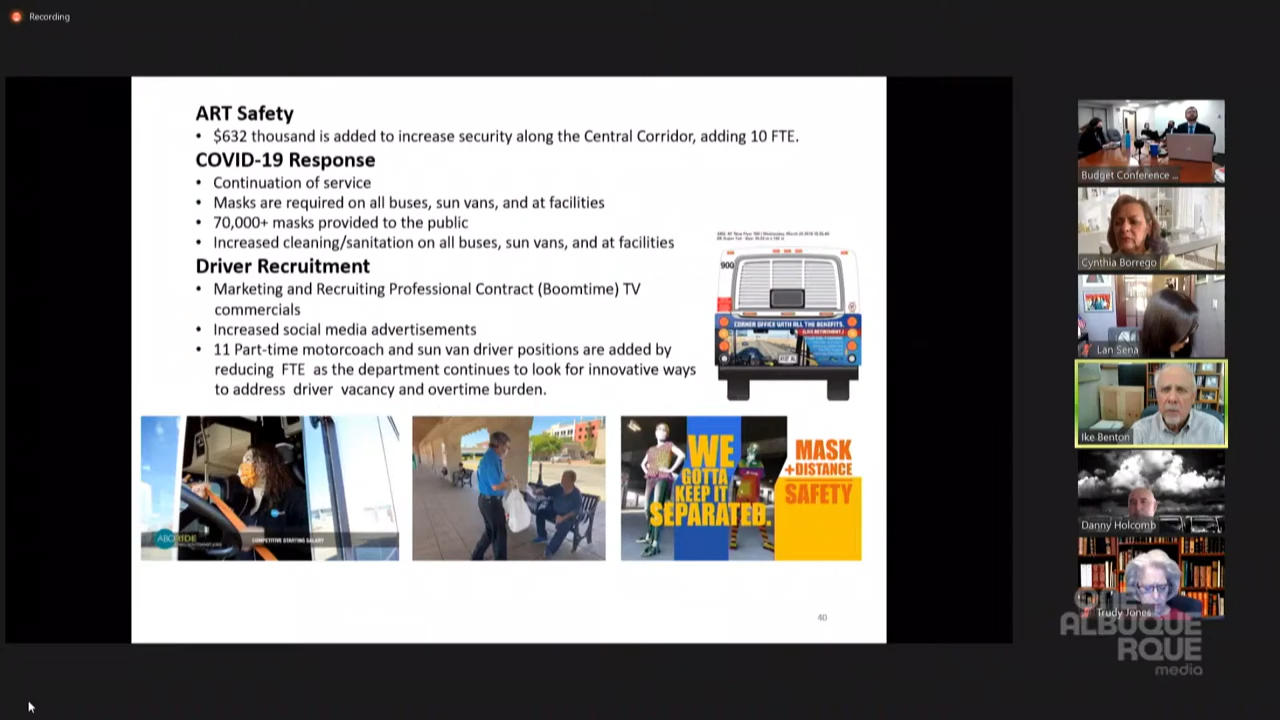 Recording
ART Safety
• $632 thousand is added to increase security along the Central Corridor, adding 10 FTE.
COVID-19 Response
• Continuation of service
• Masks are required on all buses, sun vans, and at facilities
• 70,000+ masks provided to the public
• Increased cleaning/sanitation on all buses, sun vans, and at facilities
Driver Recruitment
• Marketing and Recruiting Professional Contract (Boomtime) TV
commercials
• Increased social media advertisements
• 11 Part-time motorcoach and sun van driver positions are added by
reducing FTE as the department continues to look for innovative ways
to address driver vacancy and overtime burden.
900
CORNER OFFICE WITH ALL THE BENEFITS.
ABQ RIDE
COMPETITIVE STARTING SALARY
WE
GOTTA
KEEP IT
SEPARATED.
MASK
+DISTANCE
SAFETY
40
Budget Conference ...
Cynthia Borrego
Lan Sena
Ike Benton
Danny Holcomb
Trudy Jones
ONE
ALBUQUE
RQUE
media